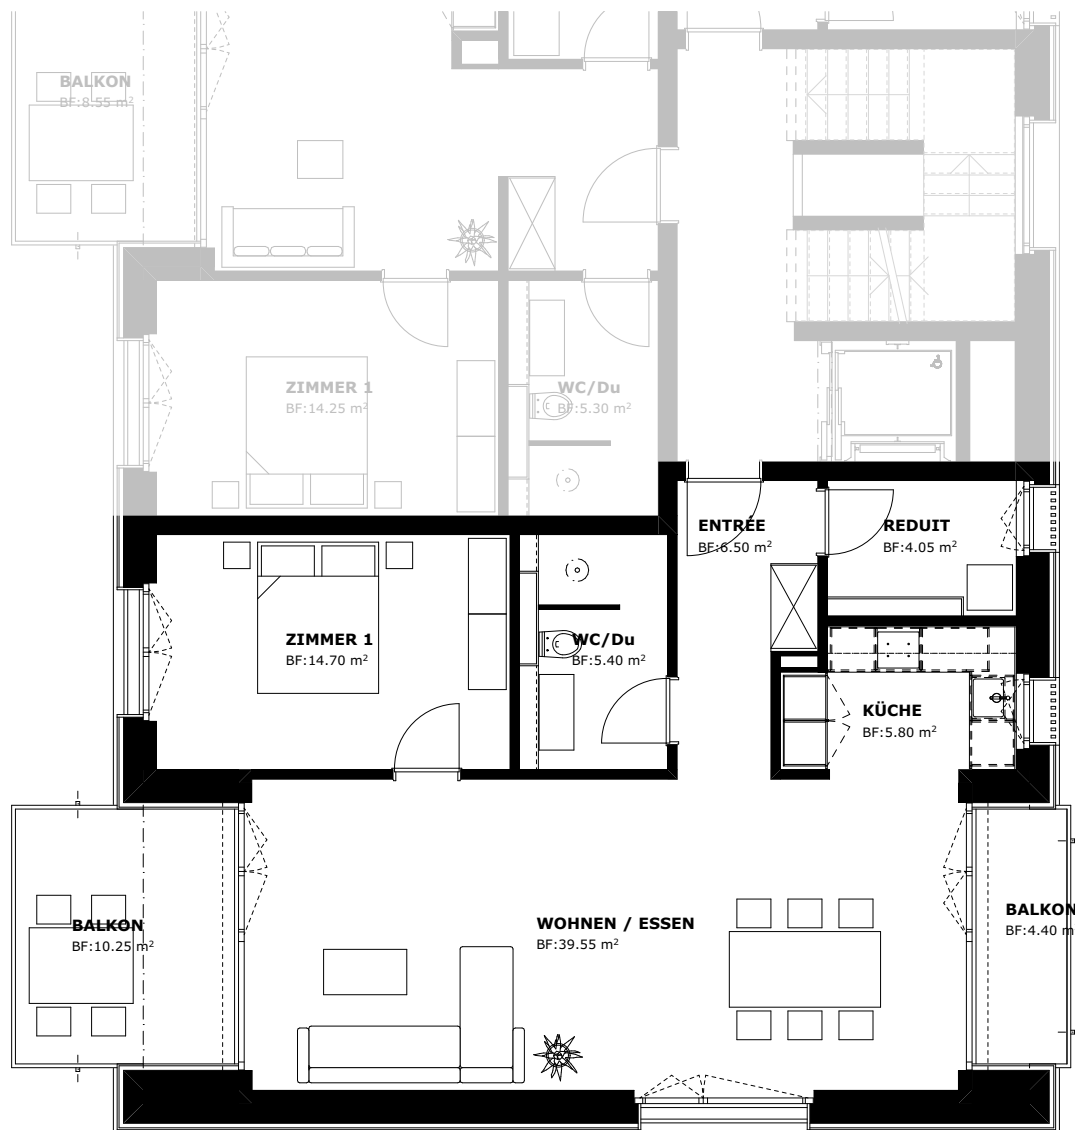 BALKON
BF:8.55 m²
ZIMMER 1
BF:14.25 m²
WC/Du
BF:5.30 m²
ENTRÉE
BF:6.50 m²
REDUIT
BF:4.05 m²
ZIMMER 1
BF:14.70 m²
WC/Du
BF:5.40 m²
KÜCHE
BF:5.80 m²
BALKON
BF:10.25 m²
WOHNEN / ESSEN
BF:39.55 m²
BALKON
BF:4.40 m